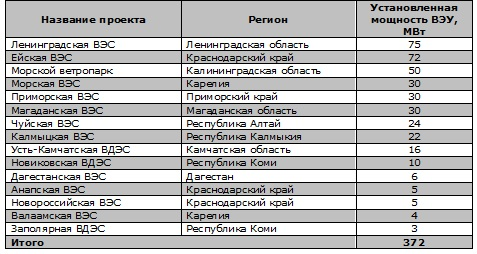 Название проекта Регион Установленная мощность ВЭУ, МВт
Ленинградская ВЭС Ленинградская область 75
Ейская ВЭС Краснодарский край 72
Морской ветропарк Калининградская область 50
Морская ВЭС Карелия 30
Приморская ВЭС Приморский край 30
Магаданская ВЭС Магаданская область 30
Чуйская ВЭС Республика Алтай 24
Калмыцкая ВЭС Республика Калмыкия 22
Усть-Камчатская ВДЭС Камчатская область 16
Новиковская ВДЭС Республика Коми 10
Дагестанская ВЭС Дагестан 6
Анапская ВЭС Краснодарский край 5
Новороссийская ВЭС Краснодарский край 5
Валаамская ВЭС Карелия 4
Заполярная ВДЭС Республика Коми 3
Итого 372